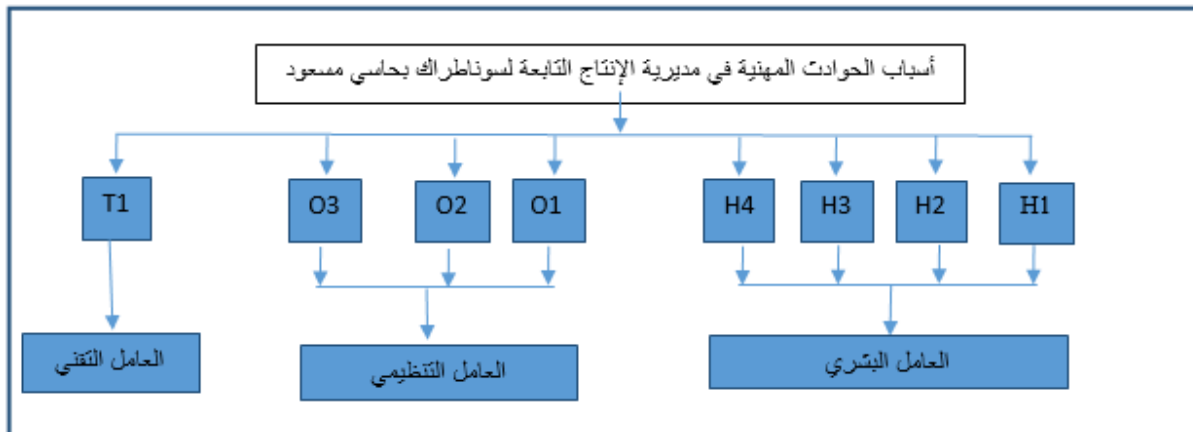 أسباب الحوادث المهنية في مديرية الإنتاج التابعة لسوناطراك بحاسي مسعود
H1
H2
H3
H4
O1
O2
O3
T1
العامل البشري
العامل التنظيمي
العامل التقني